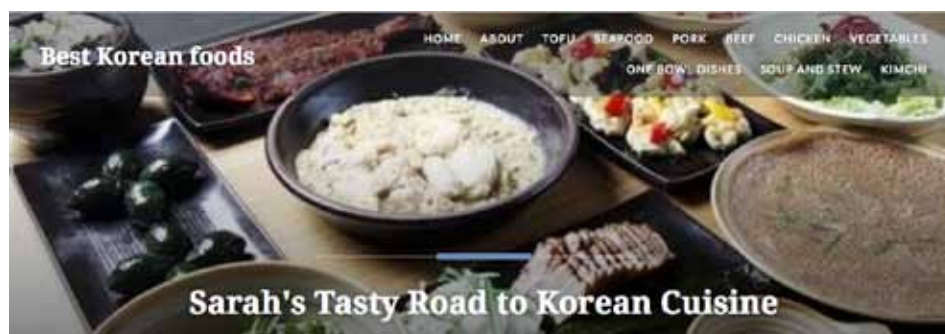 Best Korean foods
HOME ABOUT TOFU SEAFOOD PORK BEEF CHICKEN VEGETABLES
ONE BOWL DISHES SOUP AND STEW KIMCHI
Sarah's Tasty Road to Korean Cuisine